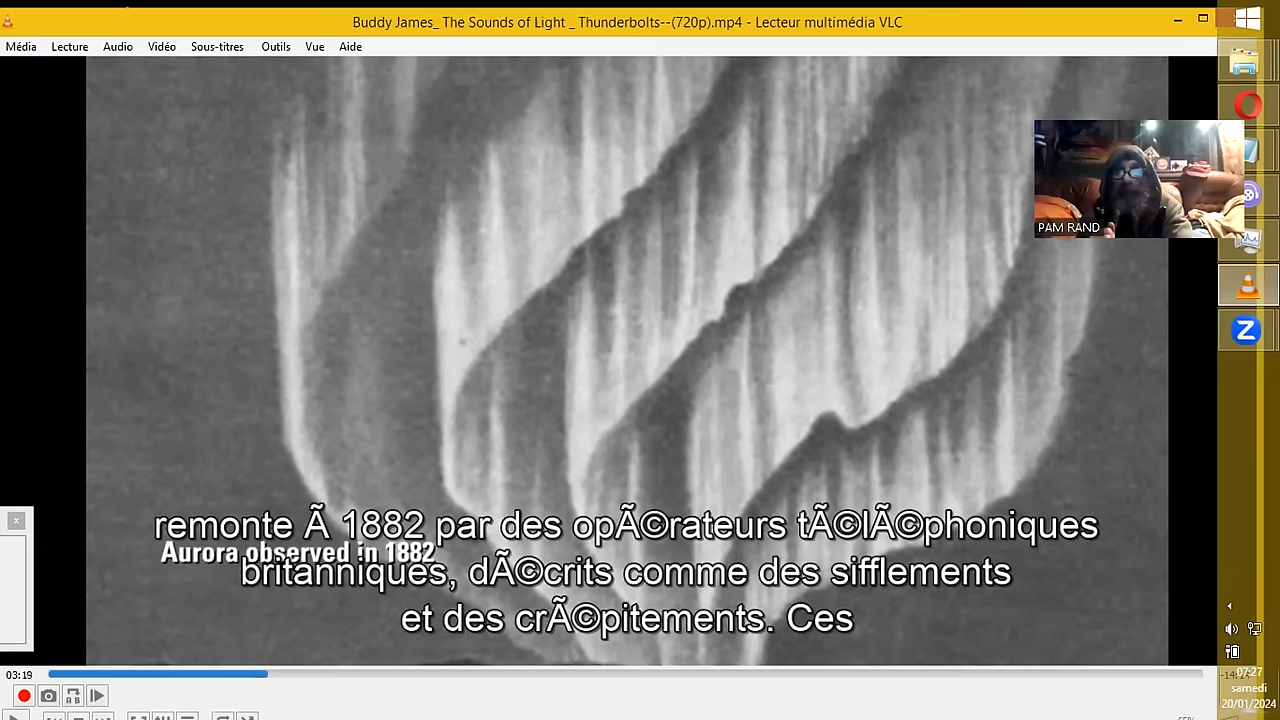 Buddy James_ The Sounds of Light _ Thunderbolts--(720p).mp4 - Lecteur multimédia VLC
Média Lecture Audio Vidéo Sous-titres Outils Vue Aide
PAM RAND
remonte Ã 1882 par des opÃ©rateurs tÃ©lÃ©phoniques
Aurora observed in 1882
britanniques, dÃ©crits comme des sifflements
et des crÃ©pitements. Ces
03:19
07:27
samedi
20/01/2024